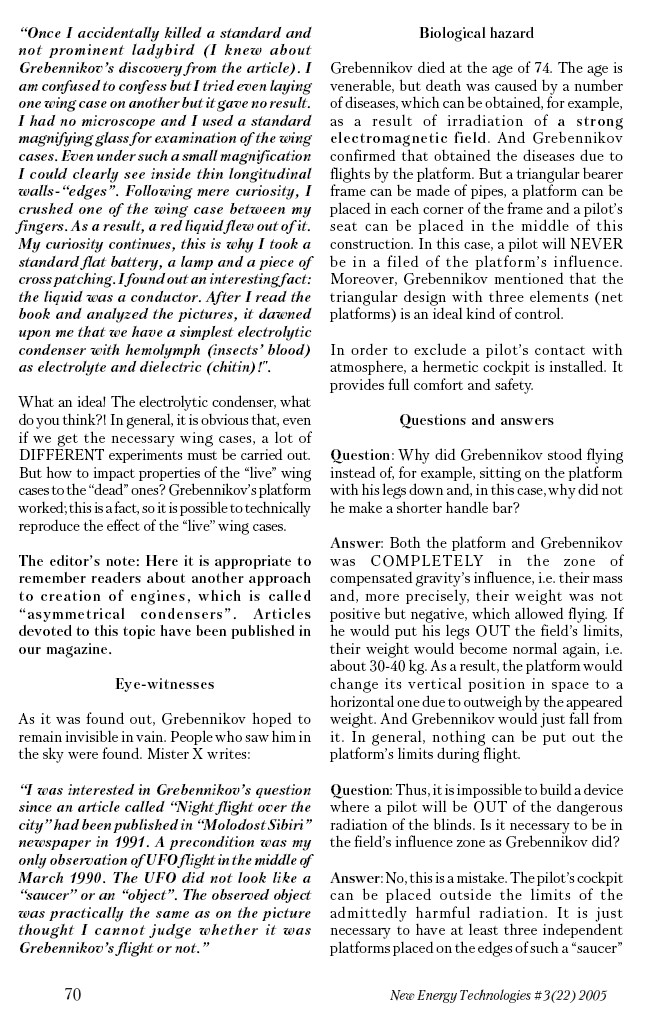 “Once I accidentally killed a standard and
not prominent ladybird (I knew about
Grebennikov’s discovery from the article). I
am confused to confess but I tried even laying
one wing case on another but it gave no result.
I had no microscope and I used a standard
magnifying glass for examination of the wing
cases. Even under such a small magnification
I could clearly see inside thin longitudinal
walls-“edges”. Following mere curiosity, I
crushed one of the wing case between my
fingers. As a result, a red liquid flew out of it.
My curiosity continues, this is why I took a
standard flat battery, a lamp and a piece of
cross patching. I found out an interesting fact:
the liquid was a conductor. After I read the
book and analyzed the pictures, it dawned
upon me that we have a simplest electrolytic
condenser with hemolymph (insects’ blood)
as electrolyte and dielectric (chitin)!".
What an idea! The electrolytic condenser, what
do you think?! In general, it is obvious that, even
if we get the necessary wing cases, a lot of
DIFFERENT experiments must be carried out.
But how to impact properties of the “live” wing
cases to the “dead” ones? Grebennikov’s platform
worked; this is a fact, so it is possible to technically
reproduce the effect of the “live” wing cases.
The editor’s note: Here it is appropriate to
remember readers about another approach
to creation of engines, which is called
“asymmetrical condensers”. Articles
devoted to this topic have been published in
our magazine.
Eye-witnesses
As it was found out, Grebennikov hoped to
remain invisible in vain. People who saw him in
the sky were found. Mister X writes:
“I was interested in Grebennikov’s question
since an article called “Night flight over the
city” had been published in “Molodost Sibiri”
newspaper in 1991. A precondition was my
only observation of UFO flight in the middle of
March 1990. The UFO did not look like a
“saucer” or an “object”. The observed object
was practically the same as on the picture
thought I cannot judge whether it was
Grebennikov’s flight or not.”
Biological hazard
Grebennikov died at the age of 74. The age is
venerable, but death was caused by a number
of diseases, which can be obtained, for example,
as a result of irradiation of a strong
electromagnetic field. And Grebennikov
confirmed that obtained the diseases due to
flights by the platform. But a triangular bearer
frame can be made of pipes, a platform can be
placed in each corner of the frame and a pilot’s
seat can be placed in the middle of this
construction. In this case, a pilot will NEVER
be in a filed of the platform’s influence.
Moreover, Grebennikov mentioned that the
triangular design with three elements (net
platforms) is an ideal kind of control.
In order to exclude a pilot’s contact with
atmosphere, a hermetic cockpit is installed. It
provides full comfort and safety.
Questions and answers
Question: Why did Grebennikov stood flying
instead of, for example, sitting on the platform
with his legs down and, in this case, why did not
he make a shorter handle bar?
Answer: Both the platform and Grebennikov
was COMPLETELY in the zone of
compensated gravity’s influence, i.e. their mass
and, more precisely, their weight was not
positive but negative, which allowed flying. If
he would put his legs OUT the field’s limits,
their weight would become normal again, i.e.
about 30-40 kg. As a result, the platform would
change its vertical position in space to a
horizontal one due to outweigh by the appeared
weight. And Grebennikov would just fall from
it. In general, nothing can be put out the
platform’s limits during flight.
Question: Thus, it is impossible to build a device
where a pilot will be OUT of the dangerous
radiation of the blinds. Is it necessary to be in
the field’s influence zone as Grebennikov did?
Answer: No, this is a mistake. The pilot’s cockpit
can be placed outside the limits of the
admittedly harmful radiation. It is just
necessary to have at least three independent
platforms placed on the edges of such a “saucer”
70
New Energy Technologies #3(22) 2005